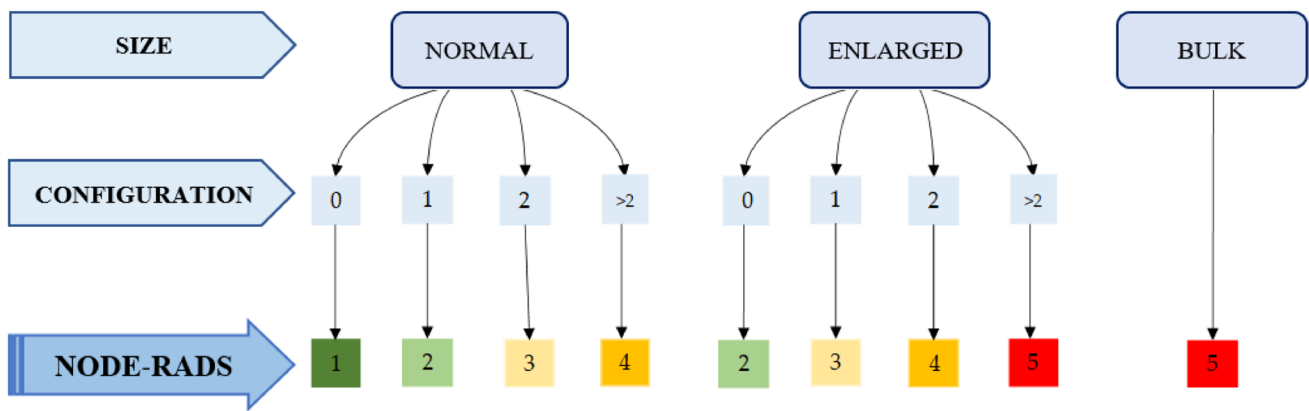 SIZE
NORMAL
ENLARGED
BULK
CONFIGURATION
0
1
2
>2
0
1
2
>2
NODE-RADS
1
2
3
4
2
3
4
5
5